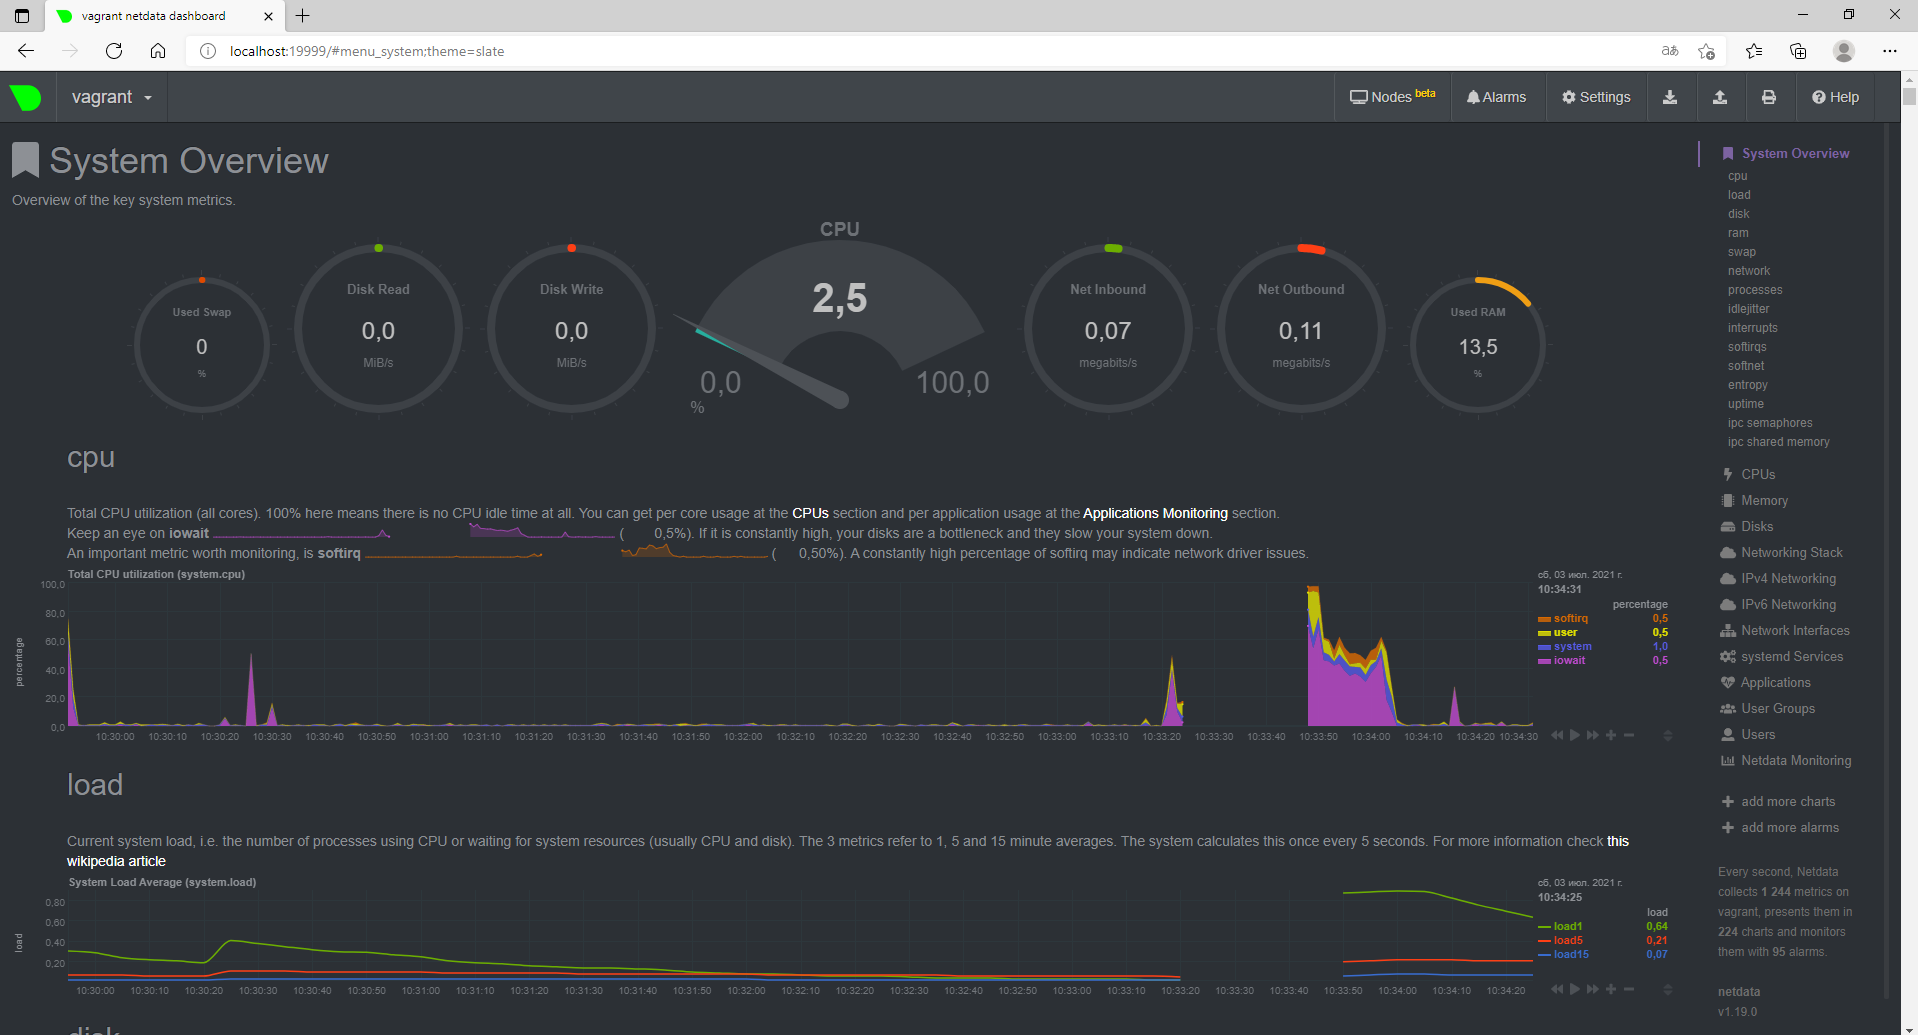 vagrant netdata dashboard
localhost:19999/#menu_system;theme=slate
aあ
vagrant
Nodes beta
Alarms
Settings
Help
System Overview
Overview of the key system metrics.
Used Swap
0
%
Disk Read
0,0
MiB/s
Disk Write
0,0
MiB/s
CPU
2,5
0,0
100,0
%
Net Inbound
0,07
megabits/s
Net Outbound
0,11
megabits/s
Used RAM
13,5
%
cpu
Total CPU utilization (all cores). 100% here means there is no CPU idle time at all. You can get per core usage at the CPUs section and per application usage at the Applications Monitoring section.
Keep an eye on iowait ( 0,5%). If it is constantly high, your disks are a bottleneck and they slow your system down.
An important metric worth monitoring, is softirq ( 0,50%). A constantly high percentage of softirq may indicate network driver issues.
Total CPU utilization (system.cpu)
percentage
100,0
80,0
60,0
40,0
20,0
0,0
10:30:00 10:30:10 10:30:20 10:30:30 10:30:40 10:30:50 10:31:00 10:31:10 10:31:20 10:31:30 10:31:40 10:31:50 10:32:00 10:32:10 10:32:20 10:32:30 10:32:40 10:32:50 10:33:00 10:33:10 10:33:20 10:33:30 10:33:40 10:33:50 10:34:00 10:34:10 10:34:20 10:34:30
сб, 03 июл. 2021 г.
10:34:31
percentage
softirq 0,5
user 0,5
system 1,0
iowait 0,5
load
Current system load, i.e. the number of processes using CPU or waiting for system resources (usually CPU and disk). The 3 metrics refer to 1, 5 and 15 minute averages. The system calculates this once every 5 seconds. For more information check this
wikipedia article
System Load Average (system.load)
load
0,80
0,60
0,40
0,20
10:30:00 10:30:10 10:30:20 10:30:30 10:30:40 10:30:50 10:31:00 10:31:10 10:31:20 10:31:30 10:31:40 10:31:50 10:32:00 10:32:10 10:32:20 10:32:30 10:32:40 10:32:50 10:33:00 10:33:10 10:33:20 10:33:30 10:33:40 10:33:50 10:34:00 10:34:10 10:34:20
сб, 03 июл. 2021 г.
10:34:25
load
load1 0,64
load5 0,21
load15 0,07
disk
System Overview
cpu
load
disk
ram
swap
network
processes
idlejitter
interrupts
softirqs
softnet
entropy
uptime
ipc semaphores
ipc shared memory
CPUs
Memory
Disks
Networking Stack
IPv4 Networking
IPv6 Networking
Network Interfaces
systemd Services
Applications
User Groups
Users
Netdata Monitoring
add more charts
add more alarms
Every second, Netdata
collects 1 244 metrics on
vagrant, presents them in
224 charts and monitors
them with 95 alarms.
netdata
v1.19.0